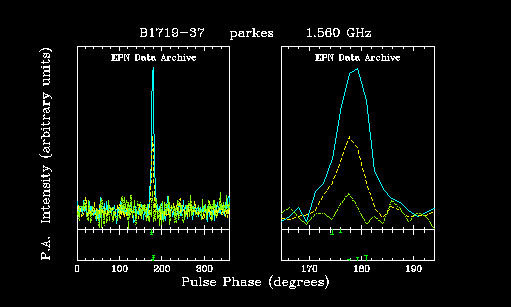 B1719-37 parkes 1.560 GHz
EPN Data Archive EPN Data Archive
P.A. Intensity (arbitrary units)
0 100 200 300 170 180 190
Pulse Phase (degrees)